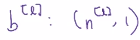 b^[l] : (n^[l], 1)